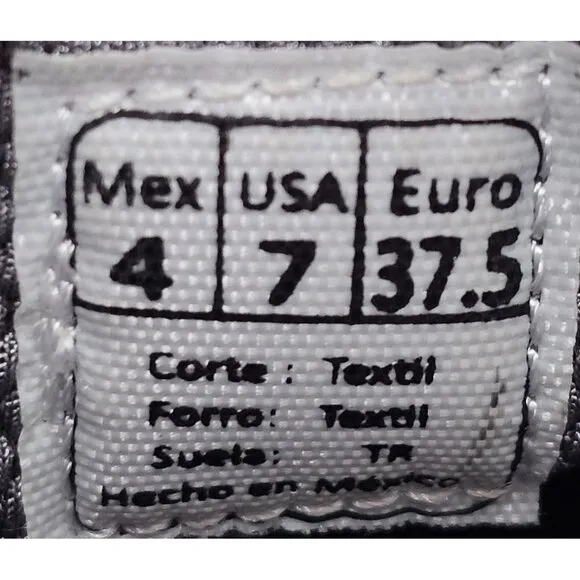 Mex USA Euro
4 7 37.5
Corte: Textil
Forro: Textil
Suela: TR
Hecho en México